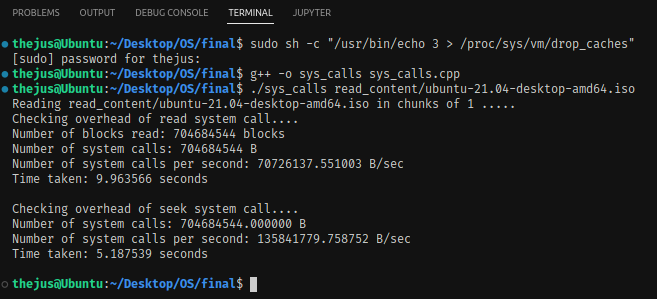 PROBLEMS OUTPUT DEBUG CONSOLE TERMINAL JUPYTER
thejus@Ubuntu:~/Desktop/OS/final$ sudo sh -c "/usr/bin/echo 3 > /proc/sys/vm/drop_caches"
[sudo] password for thejus:
thejus@Ubuntu:~/Desktop/OS/final$ g++ -o sys_calls sys_calls.cpp
thejus@Ubuntu:~/Desktop/OS/final$ ./sys_calls read_content/ubuntu-21.04-desktop-amd64.iso
Reading read_content/ubuntu-21.04-desktop-amd64.iso in chunks of 1 .....
Checking overhead of read system call....
Number of blocks read: 704684544 blocks
Number of system calls: 704684544 B
Number of system calls per second: 70726137.551003 B/sec
Time taken: 9.963566 seconds
Checking overhead of seek system call....
Number of system calls: 704684544.000000 B
Number of system calls per second: 135841779.758752 B/sec
Time taken: 5.187539 seconds
thejus@Ubuntu:~/Desktop/OS/final$